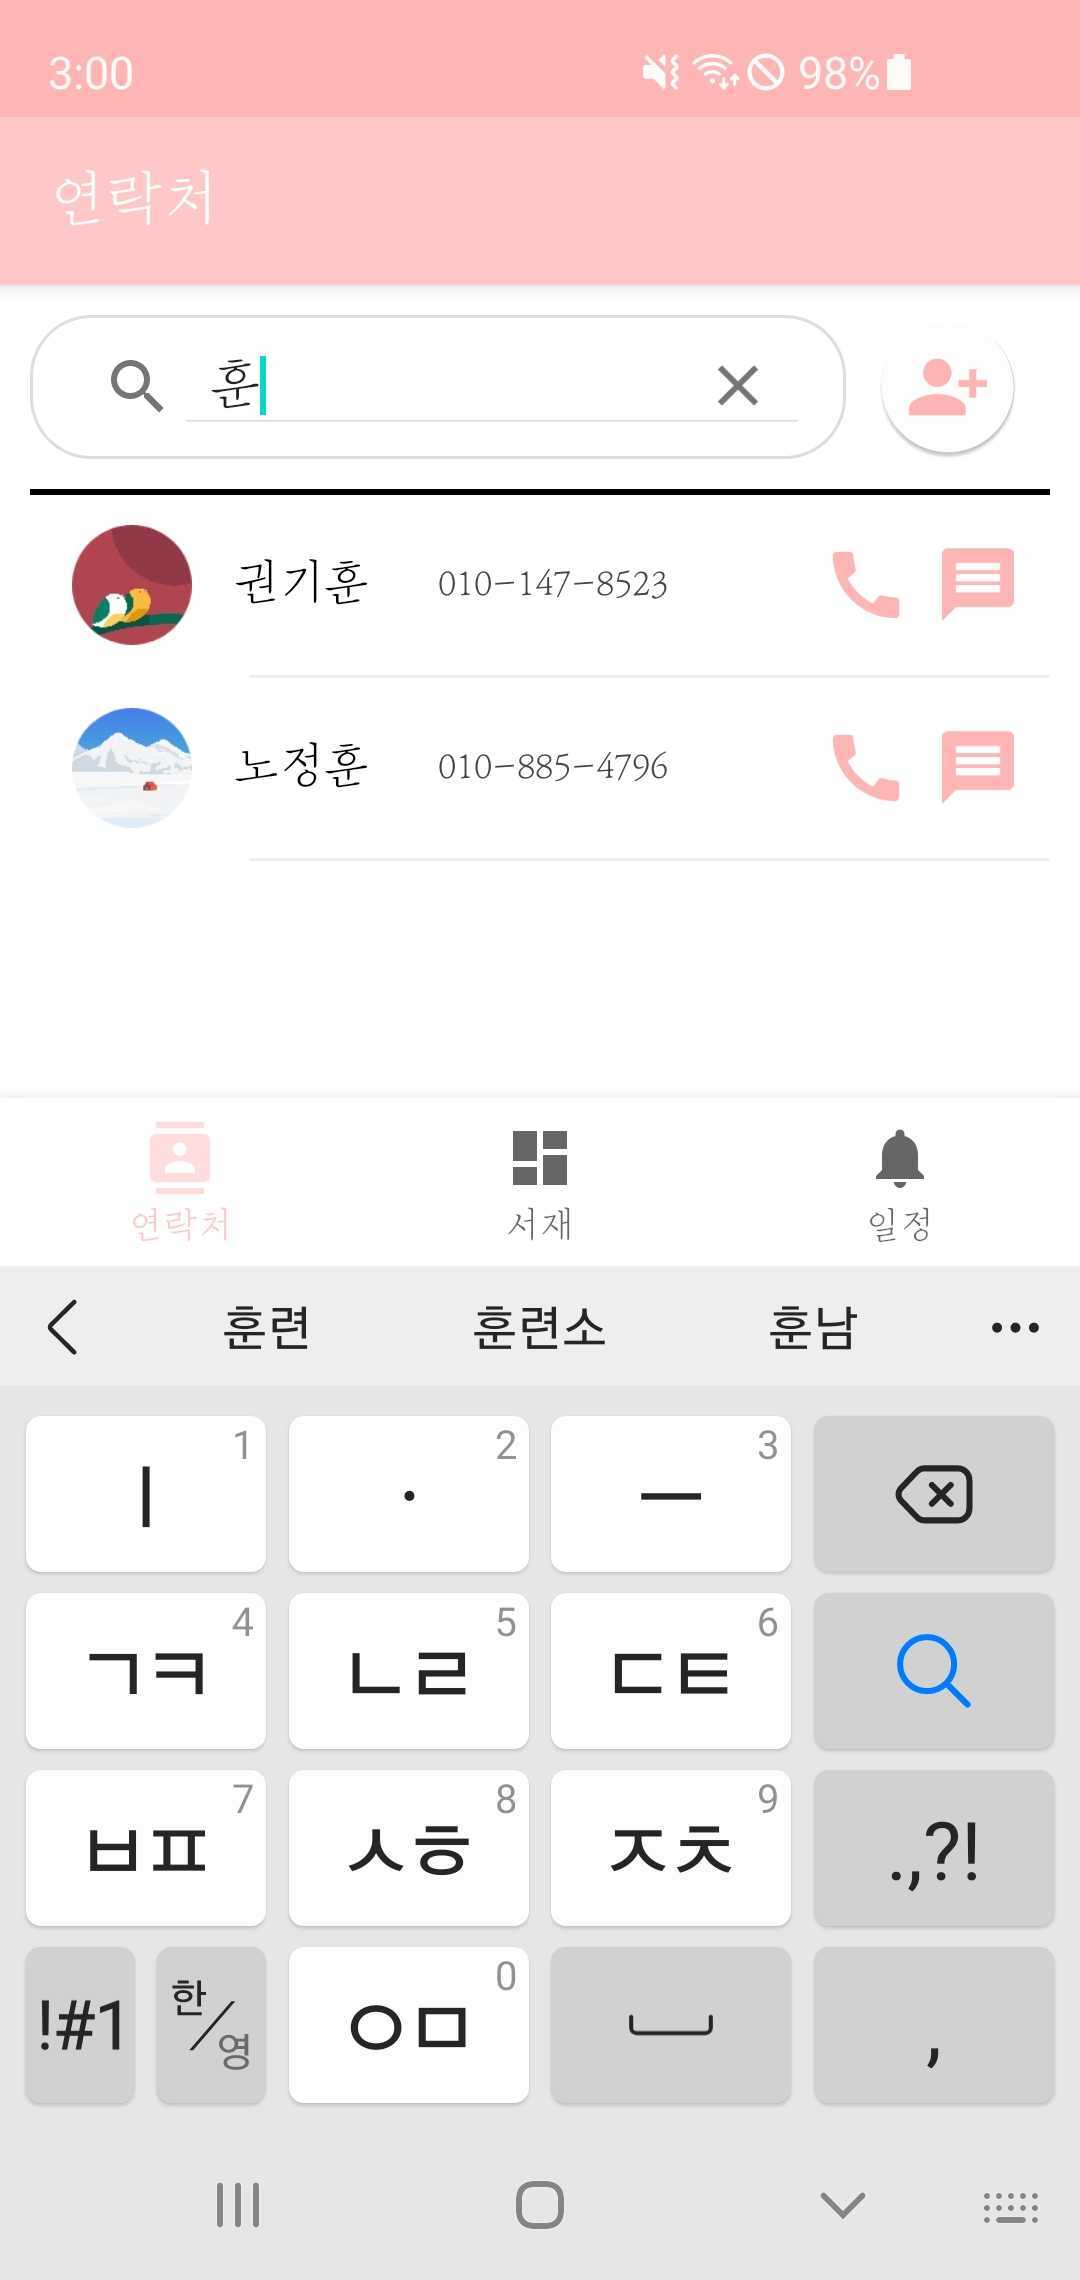 3:00 98%
연락처
훈
권기훈 010-147-8523
노정훈 010-885-4796
연락처 서재 일정
훈련 훈련소 훈남
ㅣ 1 · 2 ㅡ 3
ㄱㅋ 4 ㄴㄹ 5 ㄷㅌ 6
ㅂㅍ 7 ㅅㅎ 8 ㅈㅊ 9 .,?!
!#1 한/영 ㅇㅁ 0 ,